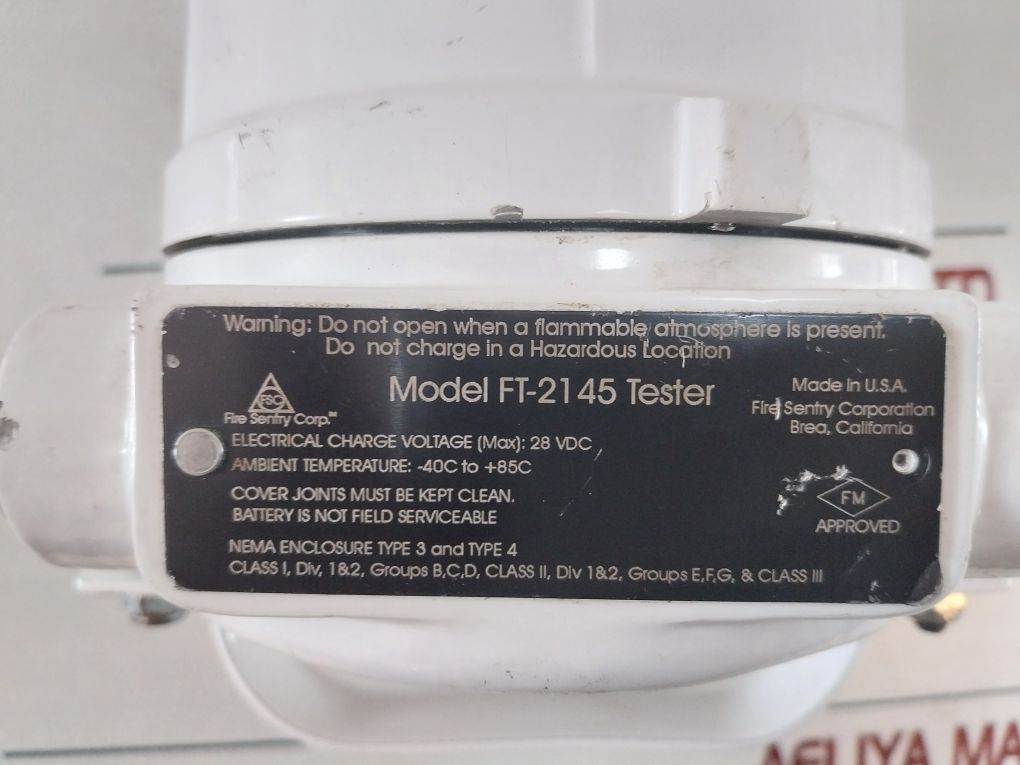 Warning: Do not open when a flammable atmosphere is present.
Do not charge in a Hazardous Location
Model FT-2145 Tester
FSC
Fire Sentry Corp.™
Made in U.S.A.
Fire Sentry Corporation
Brea, California
ELECTRICAL CHARGE VOLTAGE (Max): 28 VDC
AMBIENT TEMPERATURE: -40C to +85C
COVER JOINTS MUST BE KEPT CLEAN.
BATTERY IS NOT FIELD SERVICEABLE
FM
APPROVED
NEMA ENCLOSURE TYPE 3 and TYPE 4
CLASS I, Div, 1&2, Groups B,C,D, CLASS II, Div 1&2, Groups E,F,G, & CLASS III